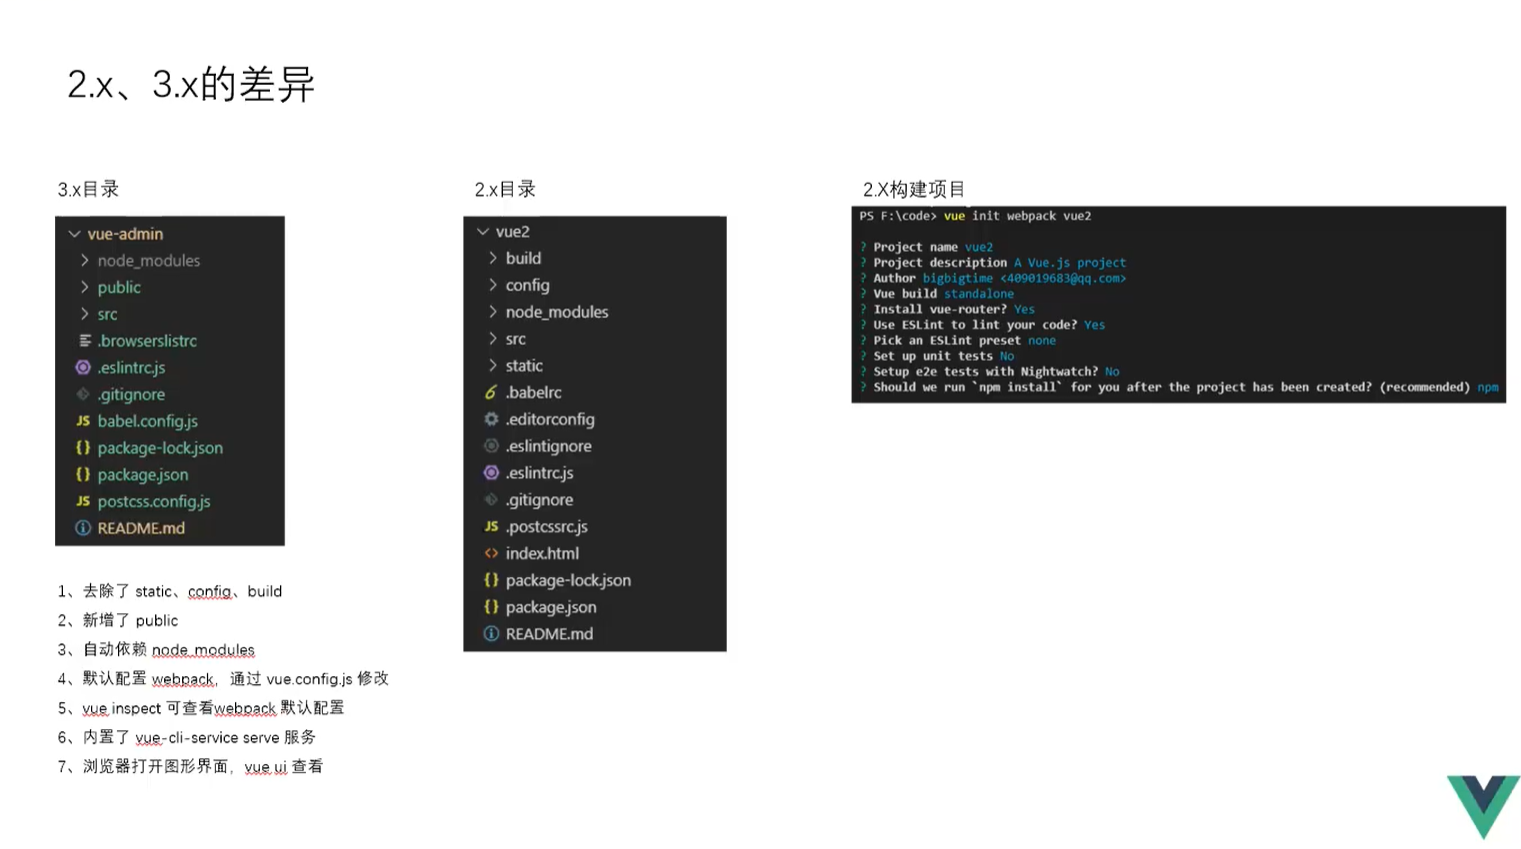 2.x、3.x的差异
3.x目录
vue-admin
node_modules
public
src
.browserslistrc
.eslintrc.js
.gitignore
babel.config.js
package-lock.json
package.json
postcss.config.js
README.md
1、去除了 static、config、build
2、新增了 public
3、自动依赖 node_modules
4、默认配置 webpack，通过 vue.config.js 修改
5、vue inspect 可查看webpack 默认配置
6、内置了 vue-cli-service serve 服务
7、浏览器打开图形界面，vue ui 查看
2.x目录
vue2
build
config
node_modules
src
static
.babelrc
.editorconfig
.eslintignore
.eslintrc.js
.gitignore
.postcssrc.js
index.html
package-lock.json
package.json
README.md
2.X构建项目
PS F:\code> vue init webpack vue2
? Project name vue2
? Project description A Vue.js project
? Author bigbigtime <409019683@qq.com>
? Vue build standalone
? Install vue-router? Yes
? Use ESLint to lint your code? Yes
? Pick an ESLint preset none
? Set up unit tests No
? Setup e2e tests with Nightwatch? No
? Should we run `npm install` for you after the project has been created? (recommended) npm